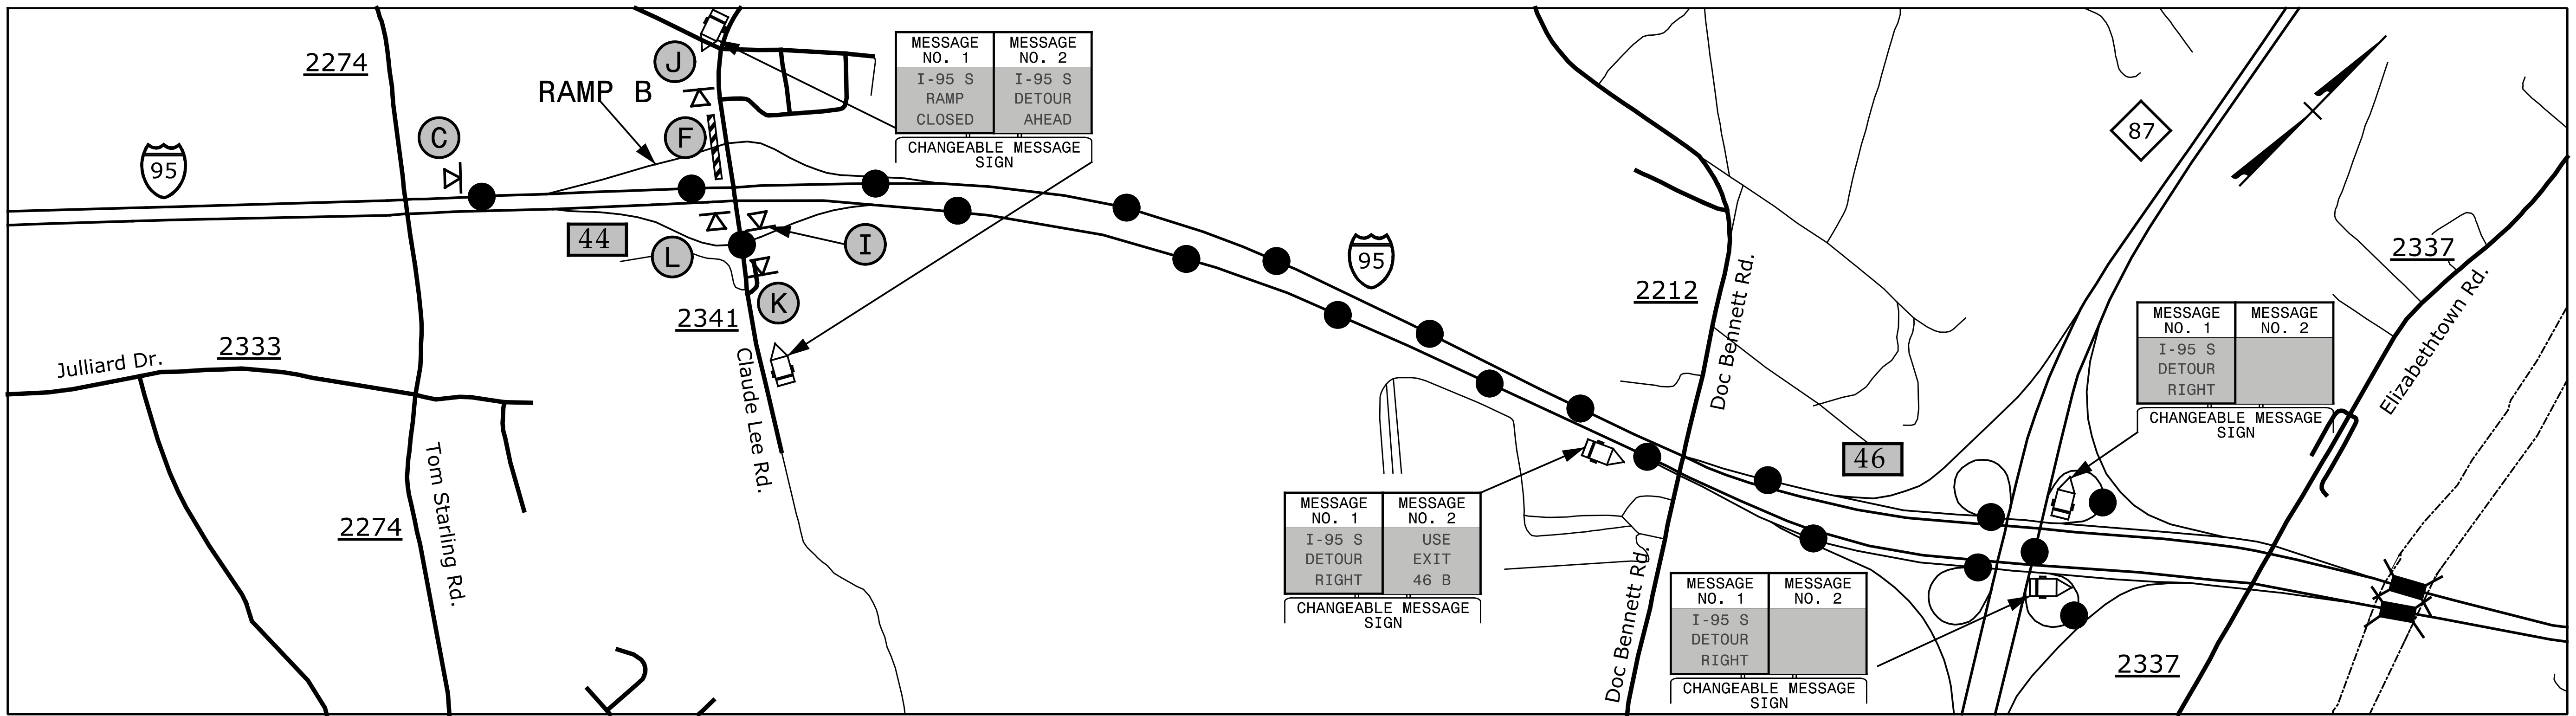 2274
RAMP B
J
C
F
95
44
L
I
K
2341
MESSAGE
NO. 1
MESSAGE
NO. 2
I-95 S
RAMP
CLOSED
I-95 S
DETOUR
AHEAD
CHANGEABLE MESSAGE
SIGN
87
95
2212
Doc Bennett Rd.
2337
Elizabethtown Rd.
MESSAGE
NO. 1
MESSAGE
NO. 2
I-95 S
DETOUR
RIGHT
CHANGEABLE MESSAGE
SIGN
Julliard Dr.
2333
Claude Lee Rd.
Tom Starling Rd.
2274
46
MESSAGE
NO. 1
MESSAGE
NO. 2
I-95 S
DETOUR
RIGHT
USE
EXIT
46 B
CHANGEABLE MESSAGE
SIGN
Doc Bennett Rd.
MESSAGE
NO. 1
MESSAGE
NO. 2
I-95 S
DETOUR
RIGHT
CHANGEABLE MESSAGE
SIGN
2337